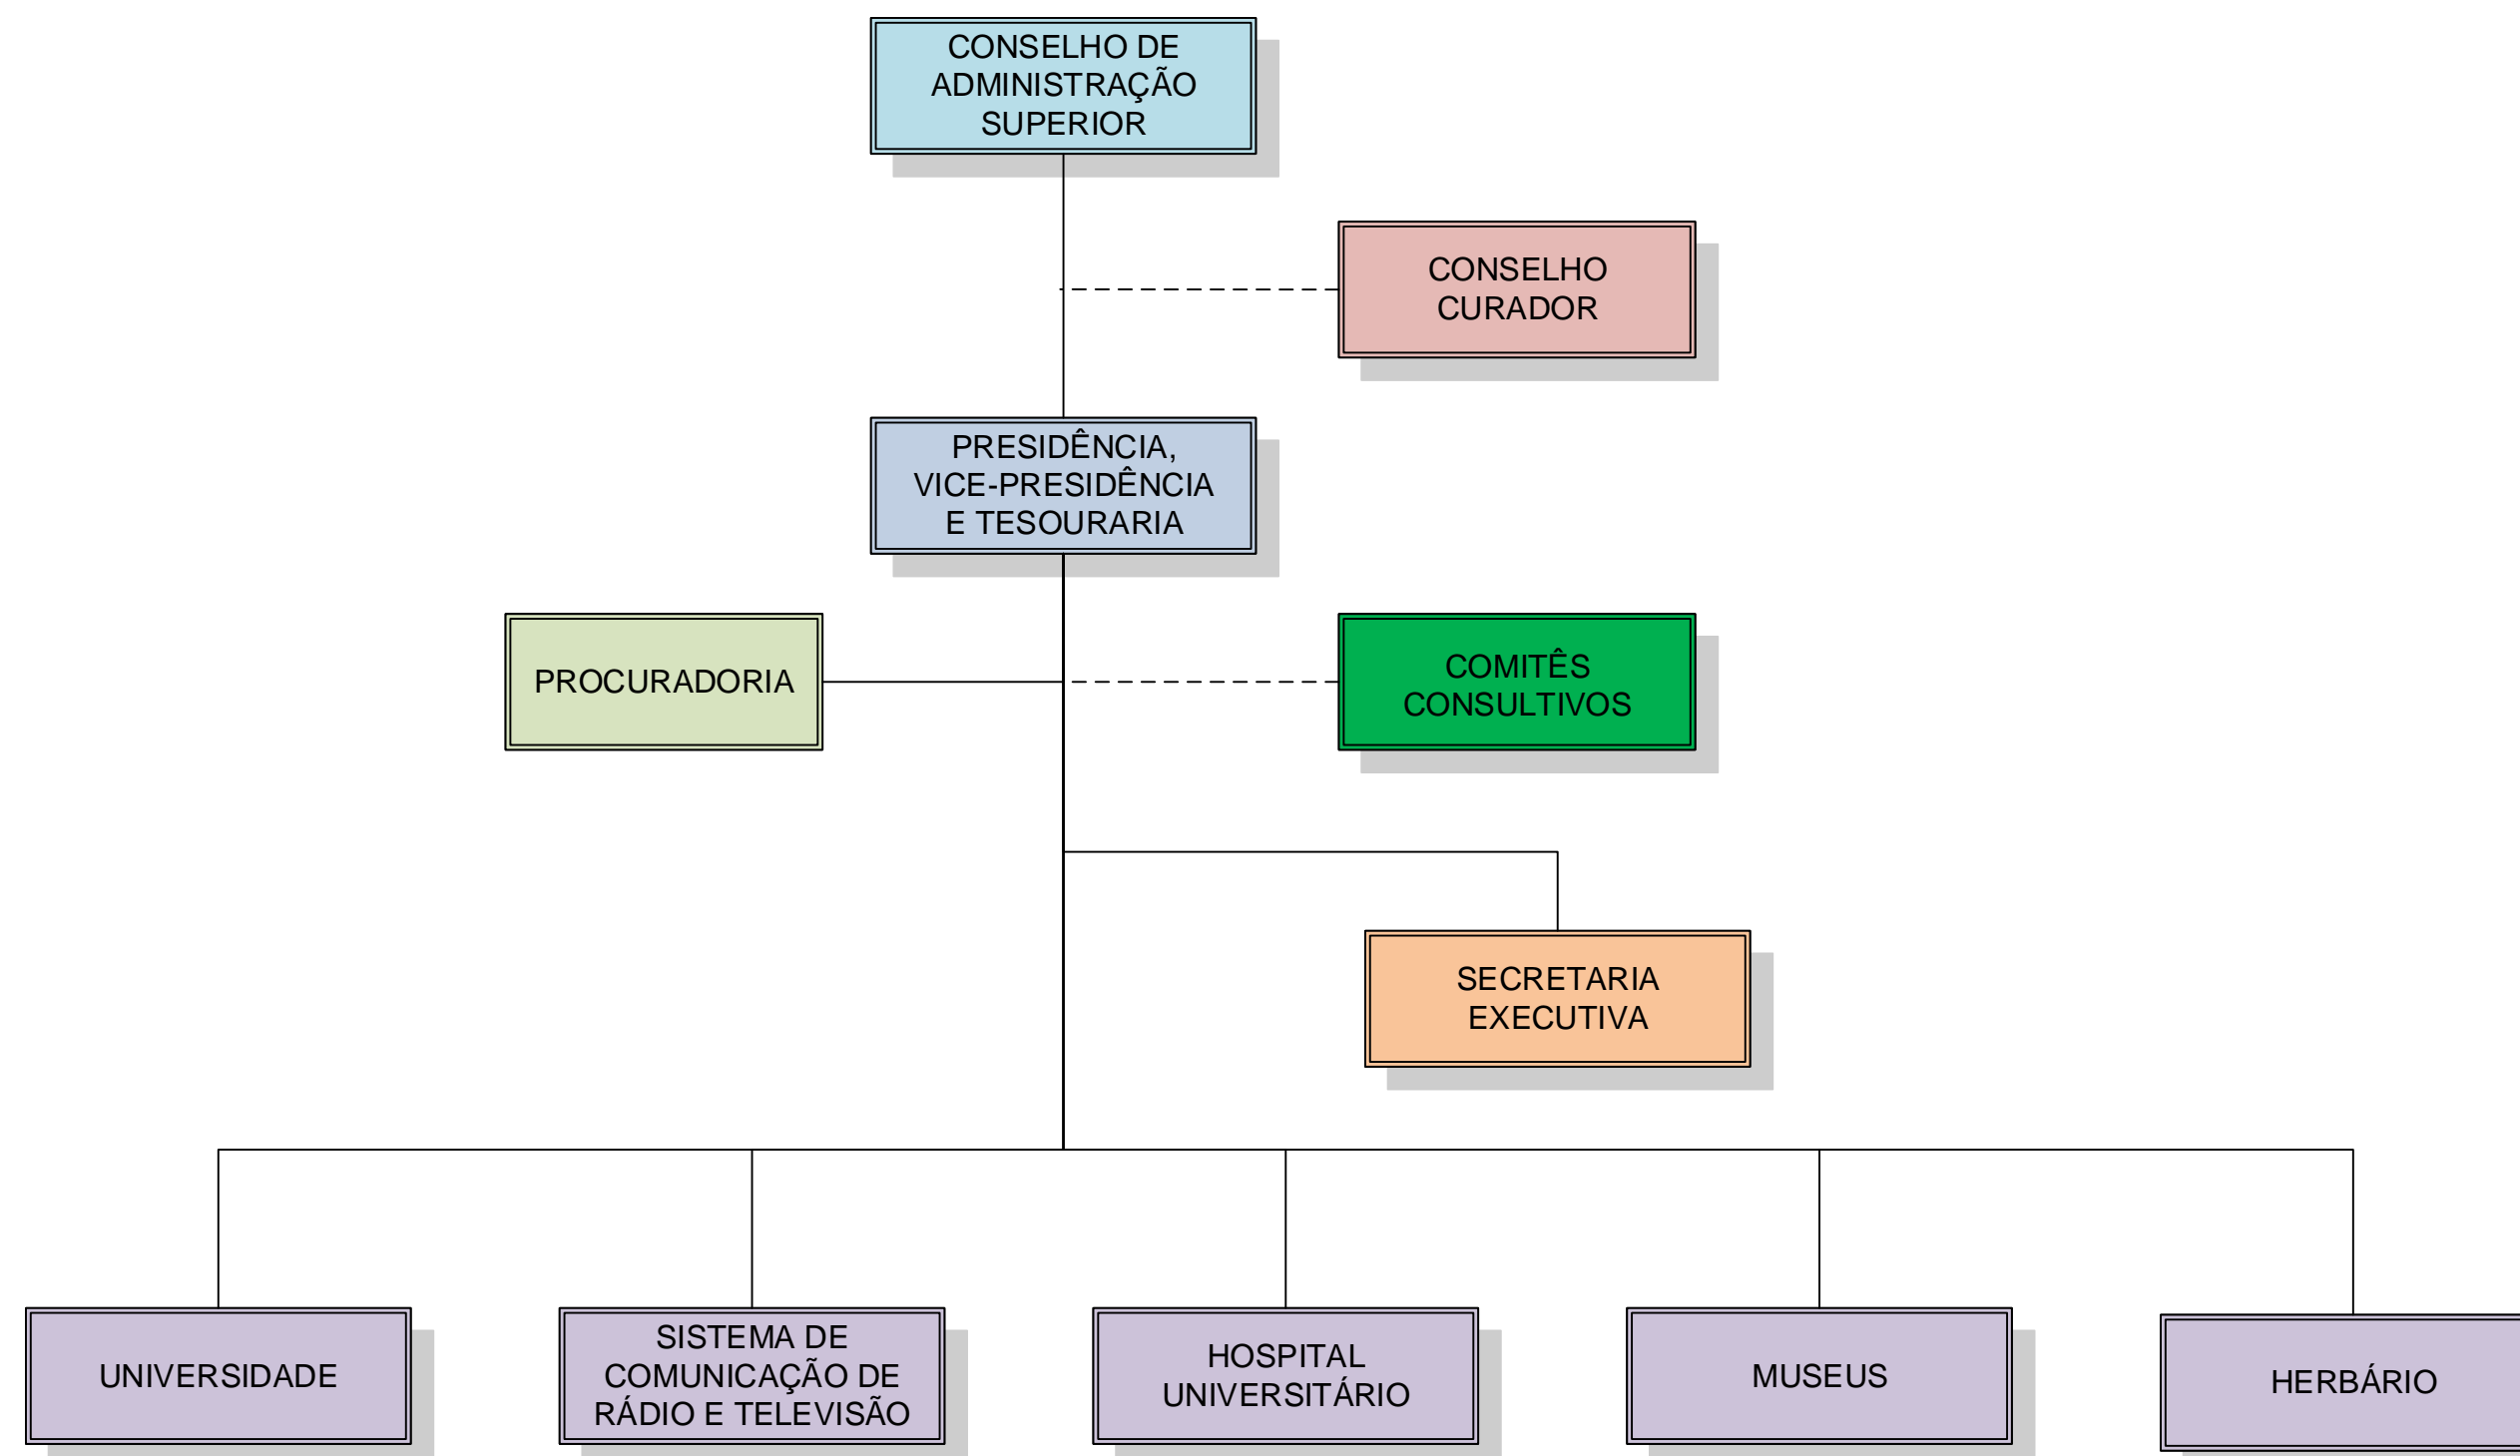 CONSELHO DE
ADMINISTRAÇÃO
SUPERIOR
CONSELHO
CURADOR
PRESIDÊNCIA,
VICE-PRESIDÊNCIA
E TESOURARIA
PROCURADORIA
COMITÊS
CONSULTIVOS
SECRETARIA
EXECUTIVA
UNIVERSIDADE
SISTEMA DE
COMUNICAÇÃO DE
RÁDIO E TELEVISÃO
HOSPITAL
UNIVERSITÁRIO
MUSEUS
HERBÁRIO